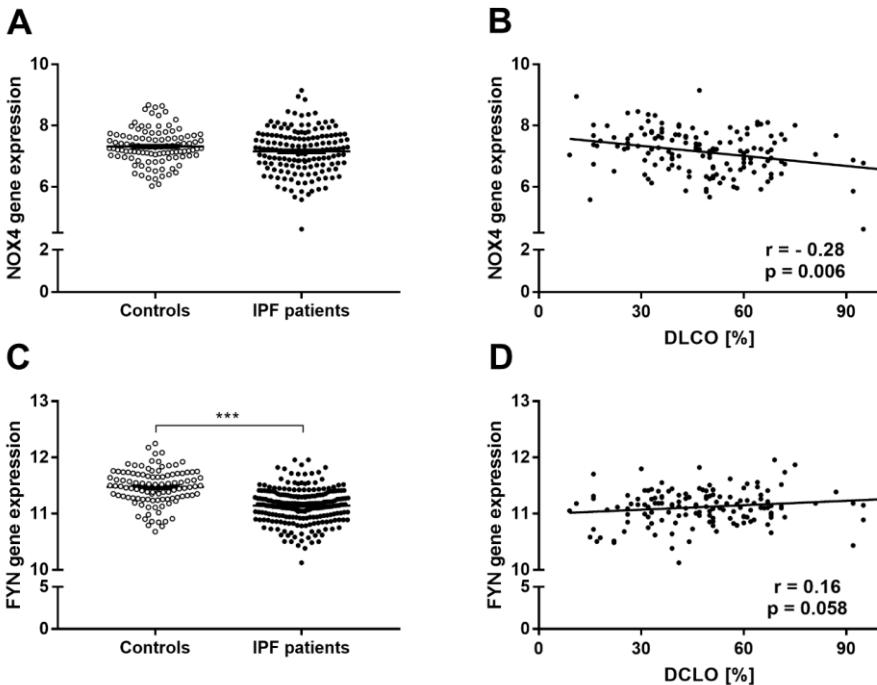 A
NOX4 gene expression
10
8
6
2
0
Controls
IPF patients
B
NOX4 gene expression
10
8
6
2
0
r = - 0.28
p = 0.006
0
30
60
90
DLCO [%]
C
FYN gene expression
13
12
11
10
5
0
***
Controls
IPF patients
D
FYN gene expression
13
12
11
10
5
0
r = 0.16
p = 0.058
0
30
60
90
DCLO [%]